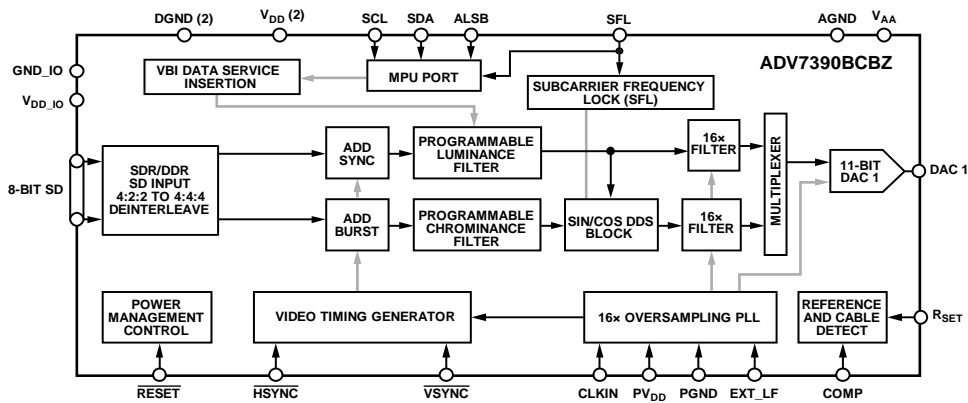 DGND (2)
VDD (2)
SCL
SDA
ALSB
SFL
AGND
VAA
GND_IO
VDD_IO
ADV7390BCBZ
VBI DATA SERVICE
INSERTION
MPU PORT
SUBCARRIER FREQUENCY
LOCK (SFL)
8-BIT SD
SDR/DDR
SD INPUT
4:2:2 TO 4:4:4
DEINTERLEAVE
ADD
SYNC
PROGRAMMABLE
LUMINANCE
FILTER
16×
FILTER
MULTIPLEXER
11-BIT
DAC 1
DAC 1
ADD
BURST
PROGRAMMABLE
CHROMINANCE
FILTER
SIN/COS DDS
BLOCK
16×
FILTER
POWER
MANAGEMENT
CONTROL
VIDEO TIMING GENERATOR
16× OVERSAMPLING PLL
REFERENCE
AND CABLE
DETECT
RSET
RESET
HSYNC
VSYNC
CLKIN
PVDD
PGND
EXT_LF
COMP